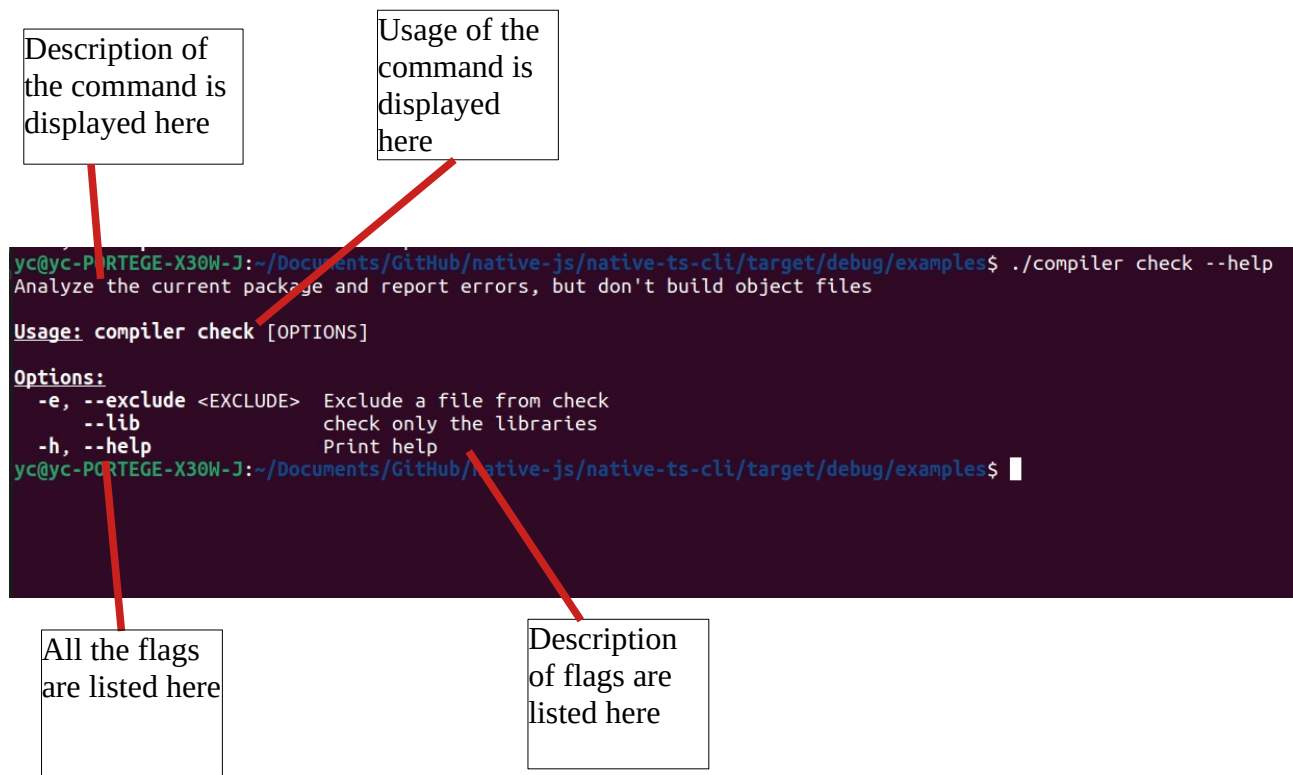 Description of
the command is
displayed here
Usage of the
command is
displayed
here
yc@yc-PORTEGE-X30W-J:~/Documents/GitHub/native-js/native-ts-cli/target/debug/examples$ ./compiler check --help
Analyze the current package and report errors, but don't build object files
Usage: compiler check [OPTIONS]
Options:
-e, --exclude <EXCLUDE> Exclude a file from check
--lib check only the libraries
-h, --help Print help
yc@yc-PORTEGE-X30W-J:~/Documents/GitHub/native-js/native-ts-cli/target/debug/examples$
All the flags
are listed here
Description
of flags are
listed here